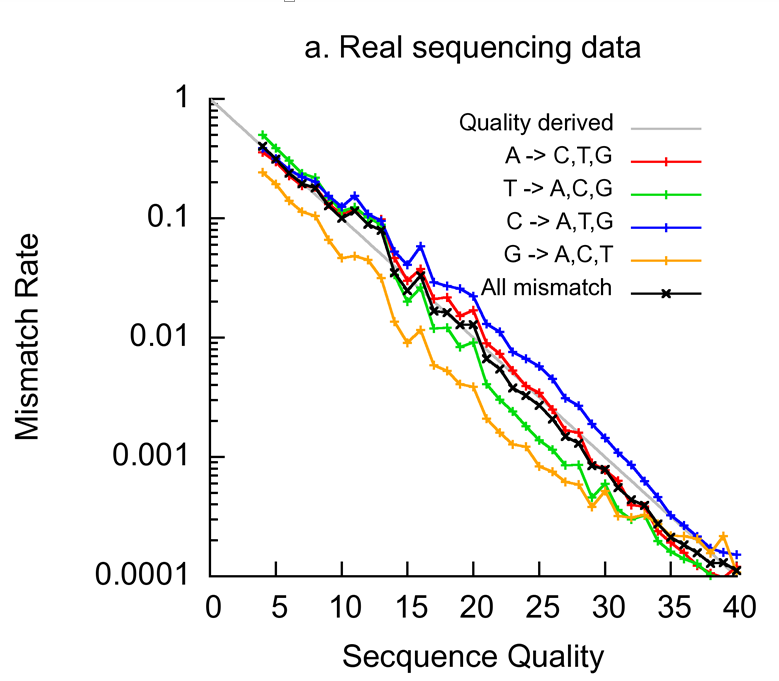 a. Real sequencing data
Quality derived
A -> C,T,G
T -> A,C,G
C -> A,T,G
G -> A,C,T
All mismatch
Mismatch Rate
1
0.1
0.01
0.001
0.0001
0 5 10 15 20 25 30 35 40
Secquence Quality